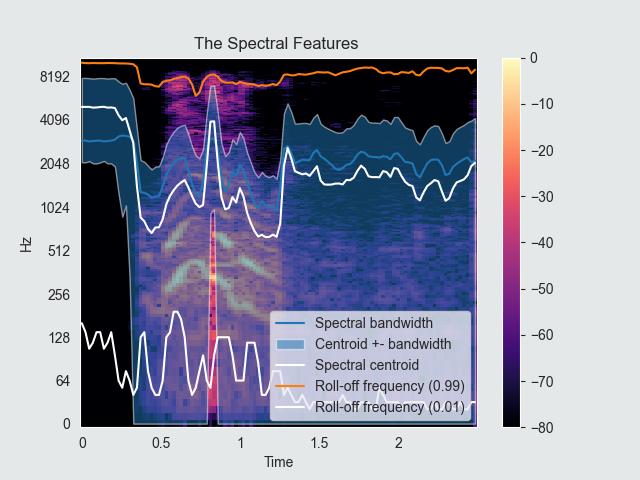 The Spectral Features
8192
4096
2048
1024
512
256
128
64
0
Hz
0
0.5
1
1.5
2
Time
Spectral bandwidth
Centroid +- bandwidth
Spectral centroid
Roll-off frequency (0.99)
Roll-off frequency (0.01)
0
−10
−20
−30
−40
−50
−60
−70
−80